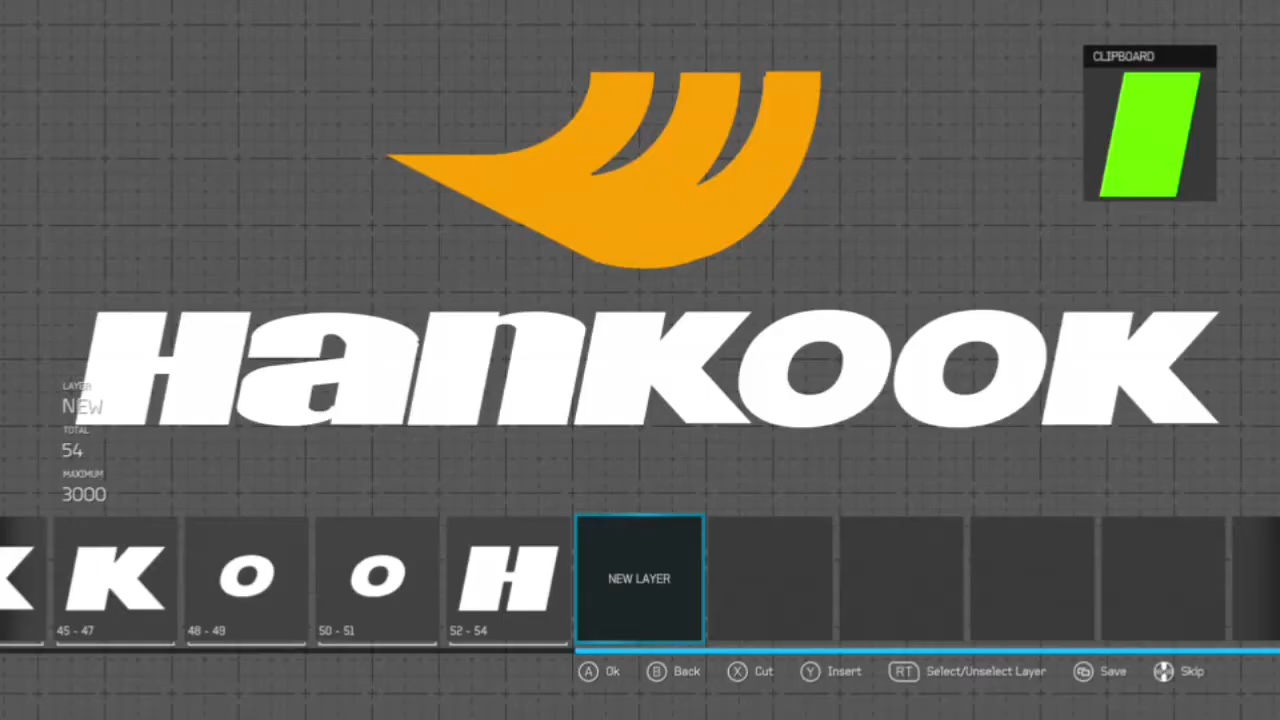 CLIPBOARD
HanKOOK
LAYER
NEW
TOTAL
54
MAXIMUM
3000
K K O O H
45 - 47
48 - 49
50 - 51
52 - 54
NEW LAYER
A Ok
B Back
X Cut
Y Insert
RT Select/Unselect Layer
Save
Skip